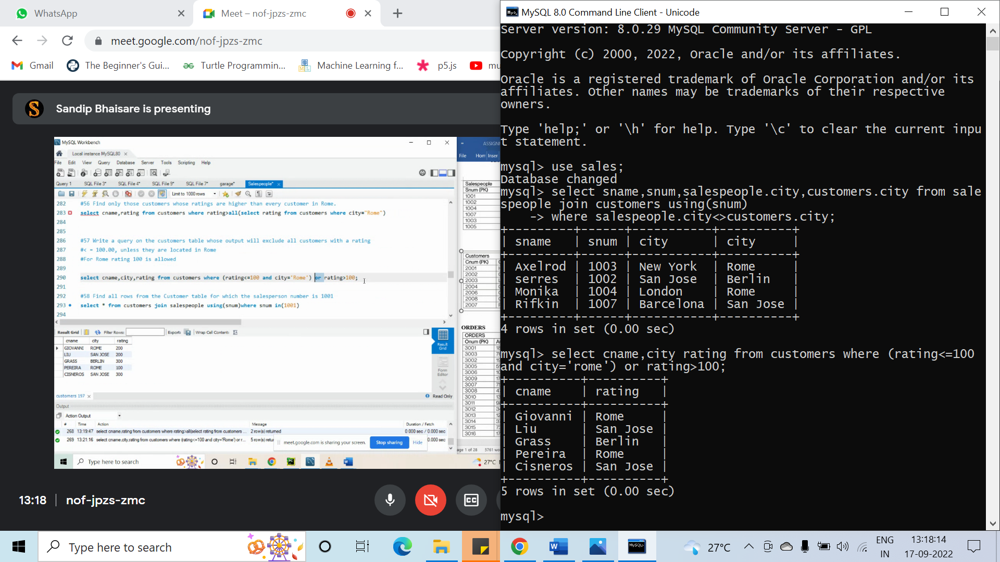 WhatsApp
Meet – nof-jpzs-zmc
meet.google.com/nof-jpzs-zmc
Gmail
The Beginner's Gui...
Turtle Programmin...
Machine Learning f...
p5.js
mu
Sandip Bhaisare is presenting
MySQL Workbench
Local instance MySQL80
File Edit View Query Database Server Tools Scripting Help
Query 1 SQL File 3* SQL File 4* SQL File 9* SQL File 7* garage* Salespeople*
Limit to 1000 rows
282 #56 Find only those customers whose ratings are higher than every customer in Rome.
283 select cname,rating from customers where rating>all(select rating from customers where city="Rome")
284
285
286 #57 Write a query on the Customers table whose output will exclude all customers with a rating
287 #< = 100.00, unless they are located in Rome
288 #For Rome rating 100 is allowed
289
290 select cname,city,rating from customers where (rating<=100 and city='Rome') or rating>100;
291
292 #58 Find all rows from the Customer table for which the salesperson number is 1001
293 select * from customers join salespeople using(snum)where snum in(1001)
294
Result Grid Filter Rows: Export: Wrap Cell Content:
cname city rating
GIOVANNI ROME 200
LIU SAN JOSE 200
GRASS BERLIN 300
PEREIRA ROME 100
CISNEROS SAN JOSE 300
Result Grid
Form Editor
customers 197
Read Only
Output
Action Output
# Time Action Message Duration / Fetch
268 13:19:47 select cname,rating from customers where rating>all(select rating from customers ... 2 row(s) returned 0.000 sec / 0.000 sec
269 13:21:16 select cname,city,rating from customers where (rating<=100 and city='Rome') or r... 5 row(s) retur 0.000 sec
meet.google.com is sharing your screen. Stop sharing Hide
Type here to search
27°C
ASSIGN
File Hom Inser
Salespeople
Snum (PK)
1001
1002
1004
1007
1003
1005
Customers
Cnum (PK)
2001
2002
2003
2004
2006
2008
2007
ORDERS
ORDERS
Onum (PK)
3001
3003
3002
3005
3006
3009
3007
3008
3010
3011
3012
3013
3014
3015
3016
age 1 of 28 5761 wo
13:18
nof-jpzs-zmc
MySQL 8.0 Command Line Client - Unicode
Server version: 8.0.29 MySQL Community Server - GPL
Copyright (c) 2000, 2022, Oracle and/or its affiliates.
Oracle is a registered trademark of Oracle Corporation and/or its
affiliates. Other names may be trademarks of their respective
owners.
Type 'help;' or '\h' for help. Type '\c' to clear the current inpu
t statement.
mysql> use sales;
Database changed
mysql> select sname,snum,salespeople.city,customers.city from sale
speople join customers using(snum)
-> where salespeople.city<>customers.city;
+----------+------+-----------+----------+
| sname | snum | city | city |
+----------+------+-----------+----------+
| Axelrod | 1003 | New York | Rome |
| serres | 1002 | San Jose | Berlin |
| Monika | 1004 | London | Rome |
| Rifkin | 1007 | Barcelona | San Jose |
+----------+------+-----------+----------+
4 rows in set (0.00 sec)
mysql> select cname,city rating from customers where (rating<=100
and city='rome') or rating>100;
+----------+----------+
| cname | rating |
+----------+----------+
| Giovanni | Rome |
| Liu | San Jose |
| Grass | Berlin |
| Pereira | Rome |
| Cisneros | San Jose |
+----------+----------+
5 rows in set (0.00 sec)
mysql>
Type here to search
27°C
ENG
IN
13:18:14
17-09-2022